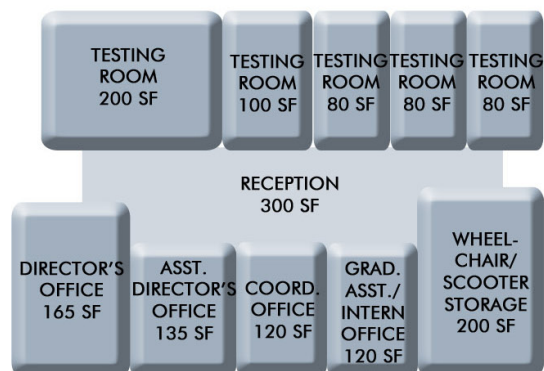 TESTING
ROOM
200 SF
TESTING
ROOM
100 SF
TESTING
ROOM
80 SF
TESTING
ROOM
80 SF
TESTING
ROOM
80 SF
RECEPTION
300 SF
DIRECTOR'S
OFFICE
165 SF
ASST.
DIRECTOR'S
OFFICE
135 SF
COORD.
OFFICE
120 SF
GRAD.
ASST./
INTERN
OFFICE
120 SF
WHEEL-
CHAIR/
SCOOTER
STORAGE
200 SF